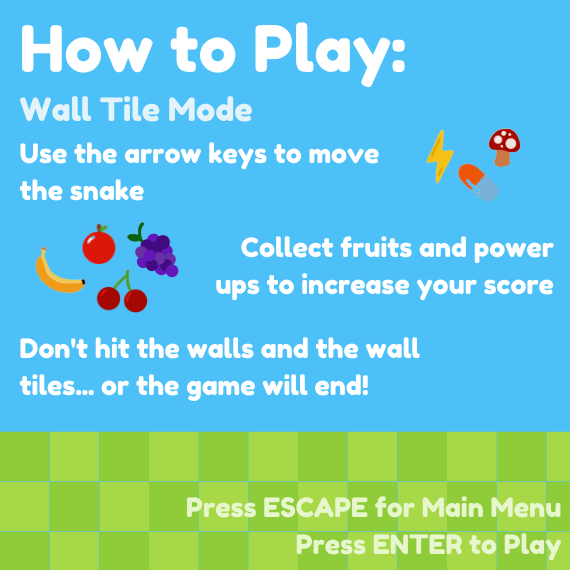 How to Play:
Wall Tile Mode
Use the arrow keys to move
the snake
Collect fruits and power
ups to increase your score
Don't hit the walls and the wall
tiles... or the game will end!
Press ESCAPE for Main Menu
Press ENTER to Play